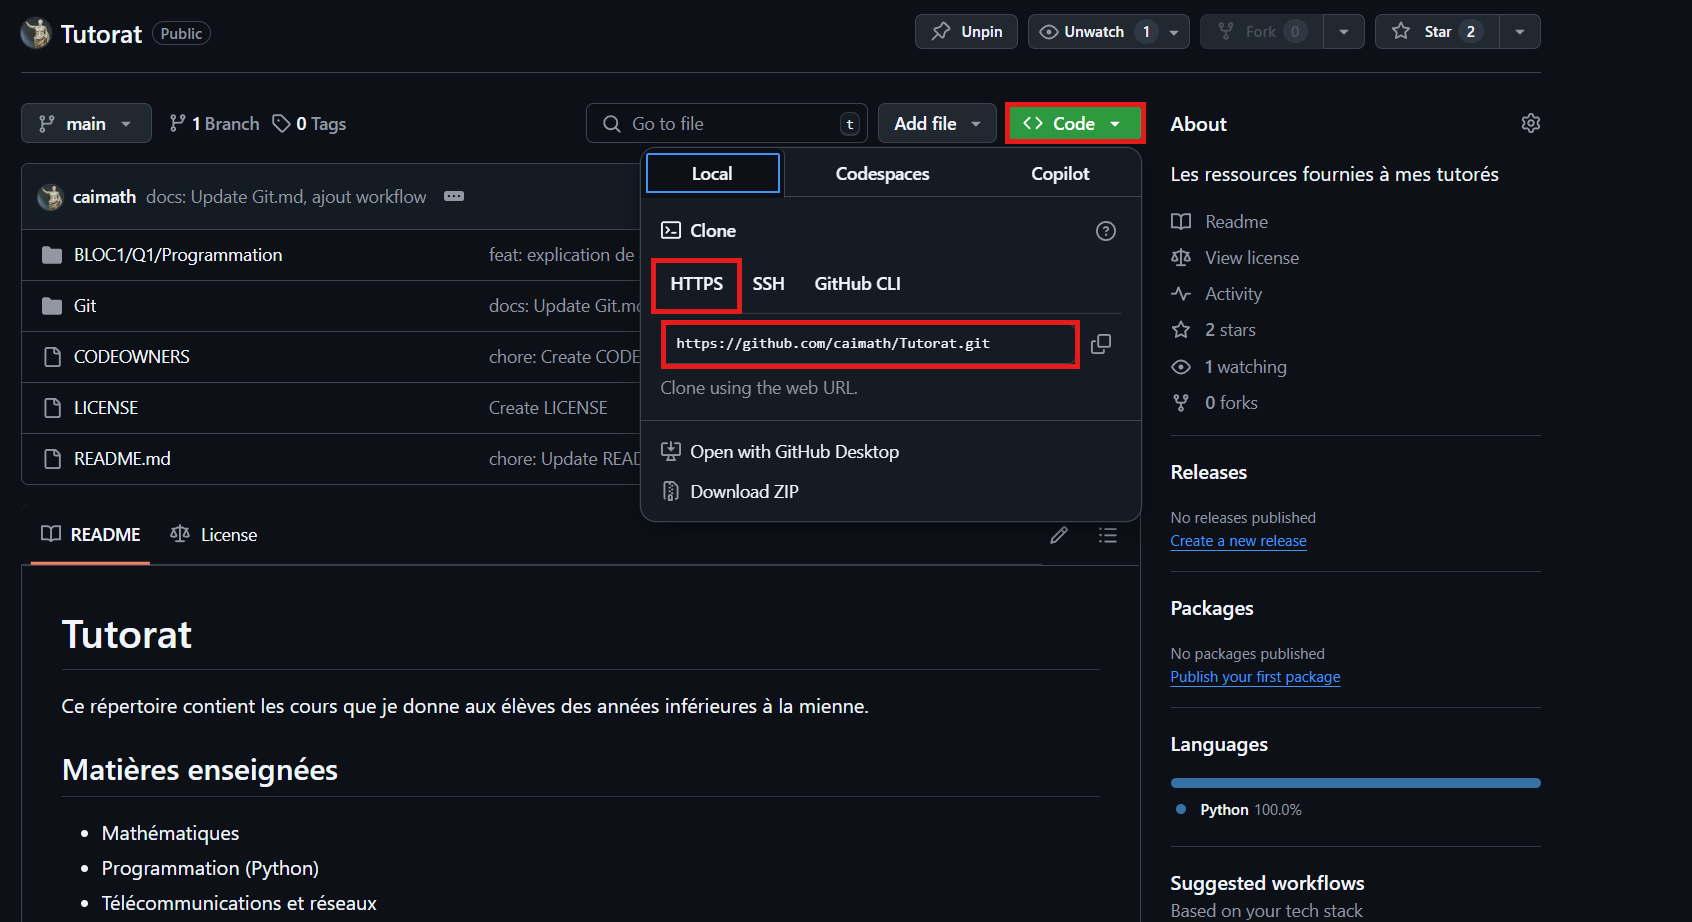 Tutorat Public
Unpin
Unwatch 1
Fork 0
Star 2
main
1 Branch
0 Tags
Go to file
t
Add file
Code
caimath docs: Update Git.md, ajout workflow
BLOC1/Q1/Programmation feat: explication de
Git docs: Update Git.m
CODEOWNERS chore: Create CODE
LICENSE Create LICENSE
README.md chore: Update READ
Local
Codespaces
Copilot
Clone
HTTPS
SSH
GitHub CLI
https://github.com/caimath/Tutorat.git
Clone using the web URL.
Open with GitHub Desktop
Download ZIP
README
License
Tutorat
Ce répertoire contient les cours que je donne aux élèves des années inférieures à la mienne.
Matières enseignées
• Mathématiques
• Programmation (Python)
• Télécommunications et réseaux
About
Les ressources fournies à mes tutorés
Readme
View license
Activity
2 stars
1 watching
0 forks
Releases
No releases published
Create a new release
Packages
No packages published
Publish your first package
Languages
Python 100.0%
Suggested workflows
Based on your tech stack